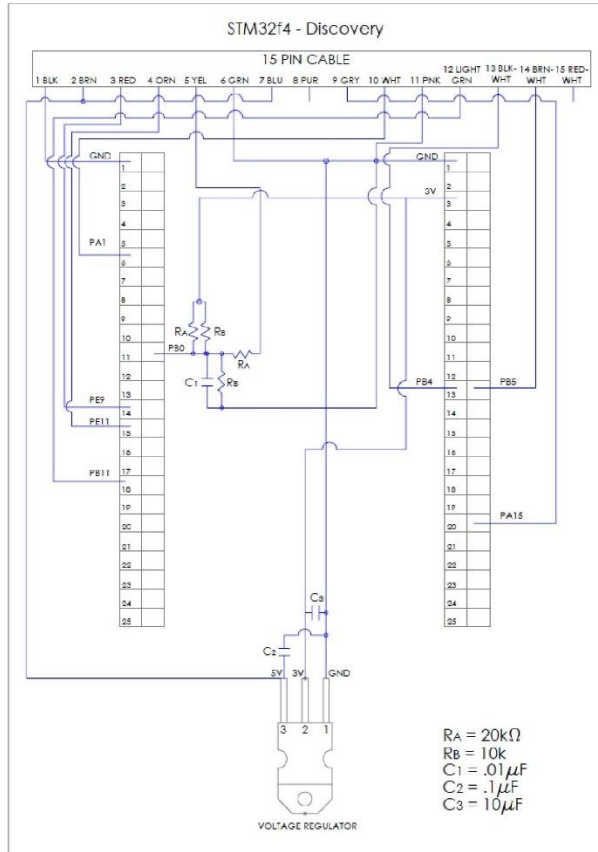 STM32f4 - Discovery
15 PIN CABLE
1 BLK 2 BRN 3 RED 4 ORN 5 YEL 6 GRN 7 BLU 8 PUR 9 GRY 10 WHT 11 PNK 12 LIGHT GRN 13 BLK-WHT 14 BRN-WHT 15 RED-WHT
GND
1
2
3
4
5
PA1
6
7
8
9
10
11
PB0
12
13
PE9
14
PE11
15
16
17
PB11
18
19
20
21
22
23
24
25
RA
RB
RA
C1
RB
GND
1
3V
2
3
4
5
6
7
8
9
10
11
12
PB4
PB5
13
14
15
16
17
18
19
PA15
20
21
22
23
24
25
C3
C2
5V 3V GND
3 2 1
VOLTAGE REGULATOR
RA = 20kΩ
RB = 10k
C1 = .01µF
C2 = .1µF
C3 = 10µF